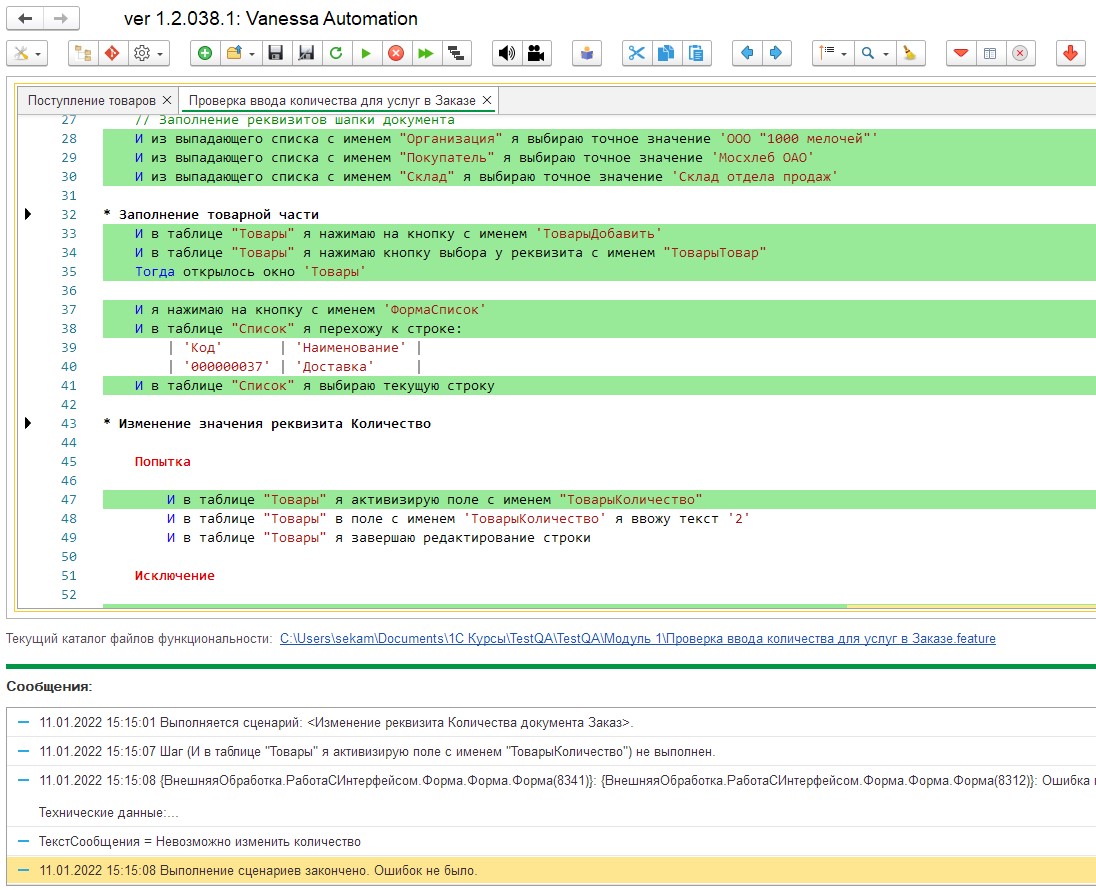 ver 1.2.038.1: Vanessa Automation
Поступление товаров
Проверка ввода количества для услуг в Заказе
27 // Заполнение реквизитов шапки документа
28 И из выпадающего списка с именем "Организация" я выбираю точное значение 'ООО "1000 мелочей"'
29 И из выпадающего списка с именем "Покупатель" я выбираю точное значение 'Мосхлеб ОАО'
30 И из выпадающего списка с именем "Склад" я выбираю точное значение 'Склад отдела продаж'
31
32 * Заполнение товарной части
33 И в таблице "Товары" я нажимаю на кнопку с именем 'ТоварыДобавить'
34 И в таблице "Товары" я нажимаю кнопку выбора у реквизита с именем "ТоварыТовар"
35 Тогда открылось окно 'Товары'
36
37 И я нажимаю на кнопку с именем 'ФормаСписок'
38 И в таблице "Список" я перехожу к строке:
39 | 'Код' | 'Наименование' |
40 | '000000037' | 'Доставка' |
41 И в таблице "Список" я выбираю текущую строку
42
43 * Изменение значения реквизита Количество
44
45 Попытка
46
47 И в таблице "Товары" я активизирую поле с именем "ТоварыКоличество"
48 И в таблице "Товары" в поле с именем 'ТоварыКоличество' я ввожу текст '2'
49 И в таблице "Товары" я завершаю редактирование строки
50
51 Исключение
52
Текущий каталог файлов функциональности: C:\Users\sekam\Documents\1C Курсы\TestQA\TestQA\Модуль 1\Проверка ввода количества для услуг в Заказе.feature
Сообщения:
11.01.2022 15:15:01 Выполняется сценарий: <Изменение реквизита Количества документа Заказ>.
11.01.2022 15:15:07 Шаг (И в таблице "Товары" я активизирую поле с именем "ТоварыКоличество") не выполнен.
11.01.2022 15:15:08 {ВнешняяОбработка.РаботаСИнтерфейсом.Форма.Форма.Форма(8341)}: {ВнешняяОбработка.РаботаСИнтерфейсом.Форма.Форма.Форма(8312)}: Ошибка
Технические данные:...
ТекстСообщения = Невозможно изменить количество
11.01.2022 15:15:08 Выполнение сценариев закончено. Ошибок не было.